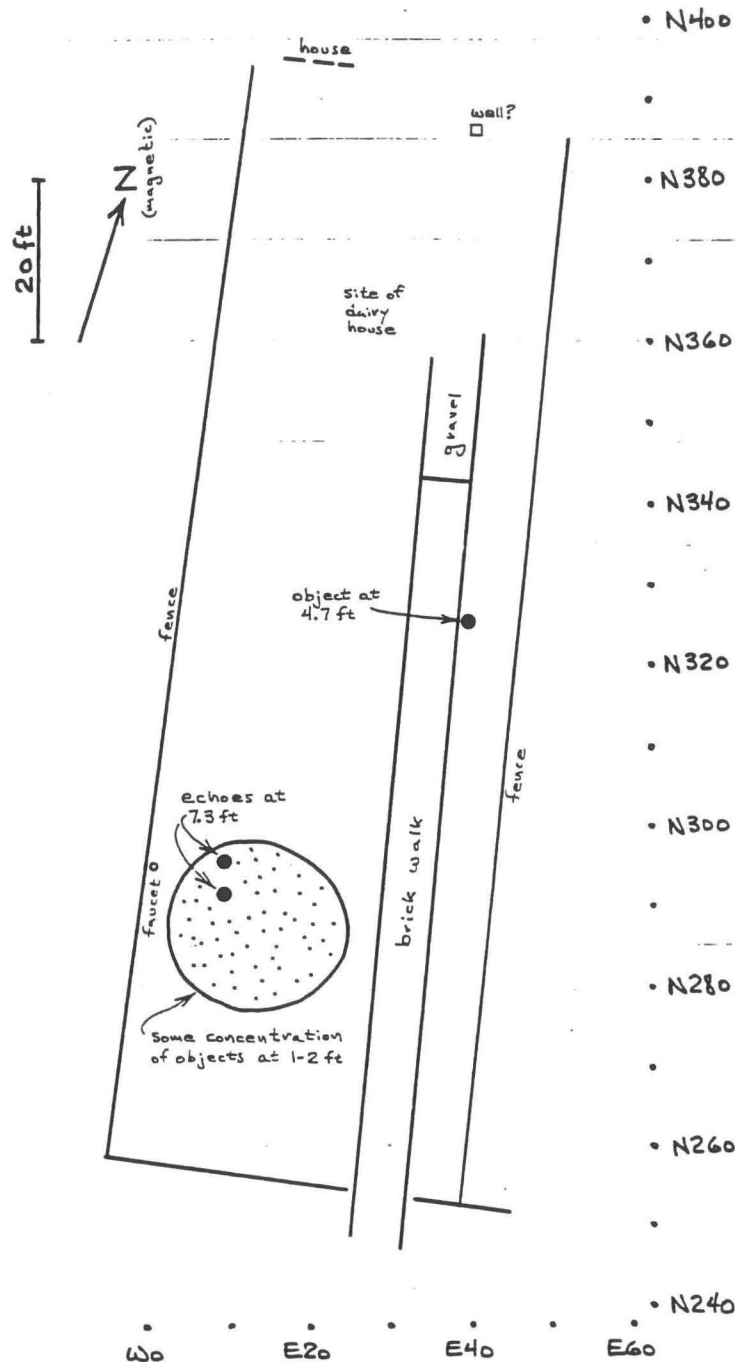 N400
house
wall?
N380
N
(magnetic)
20 ft
site of
dairy
house
N360
gravel
N340
object at
4.7 ft
N320
fence
fence
echoes at
7.3 ft
N300
faucet
brick walk
N280
Some concentration
of objects at 1-2 ft
N260
N240
W0
E20
E40
E60